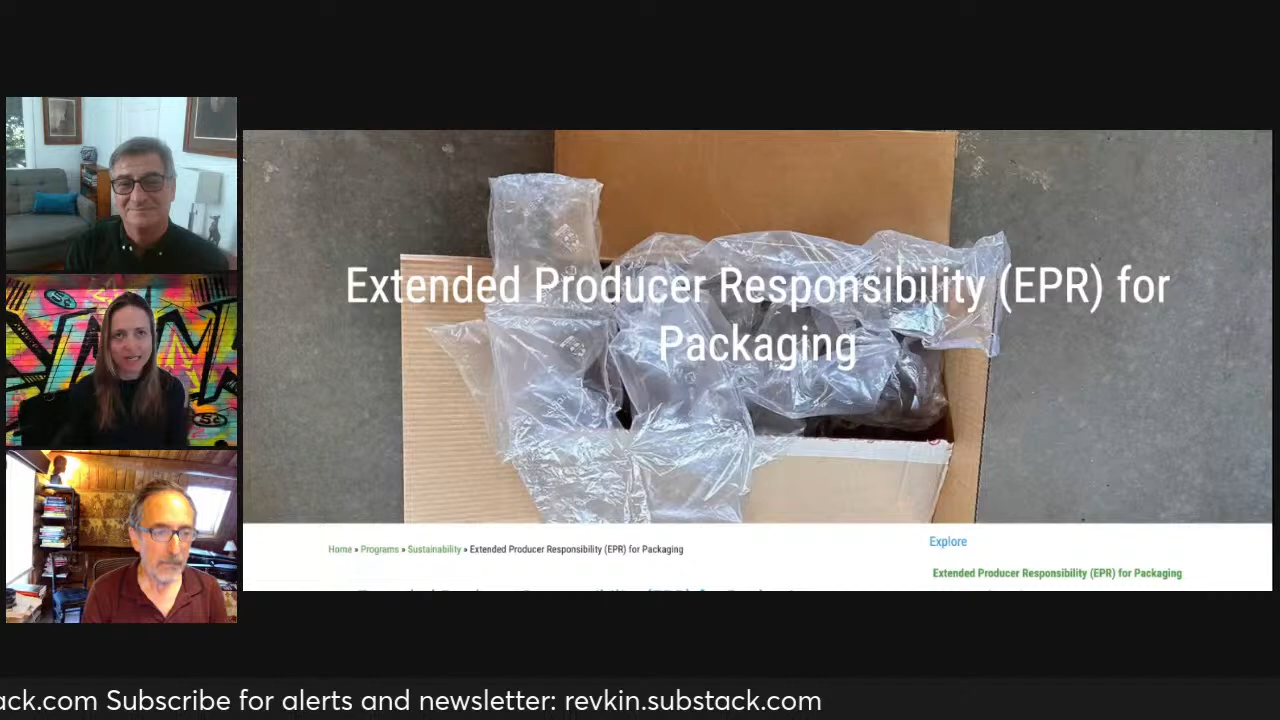 Extended Producer Responsibility (EPR) for
Packaging
Home » Programs » Sustainability » Extended Producer Responsibility (EPR) for Packaging
Explore
Extended Producer Responsibility (EPR) for Packaging
ack.com Subscribe for alerts and newsletter: revkin.substack.com